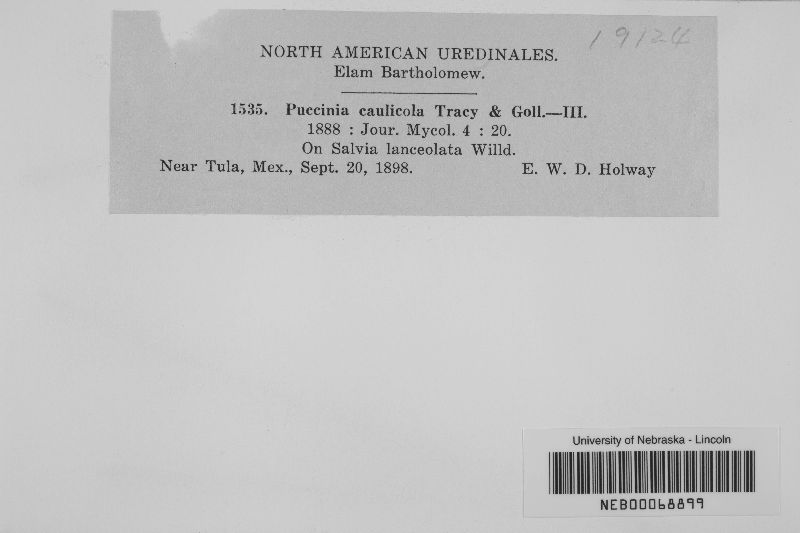 19124
NORTH AMERICAN UREDINALES.
Elam Bartholomew.
1535. Puccinia caulicola Tracy & Goll.—III.
1888 : Jour. Mycol. 4 : 20.
On Salvia lanceolata Willd.
Near Tula, Mex., Sept. 20, 1898. E. W. D. Holway
University of Nebraska - Lincoln
NEB00068899